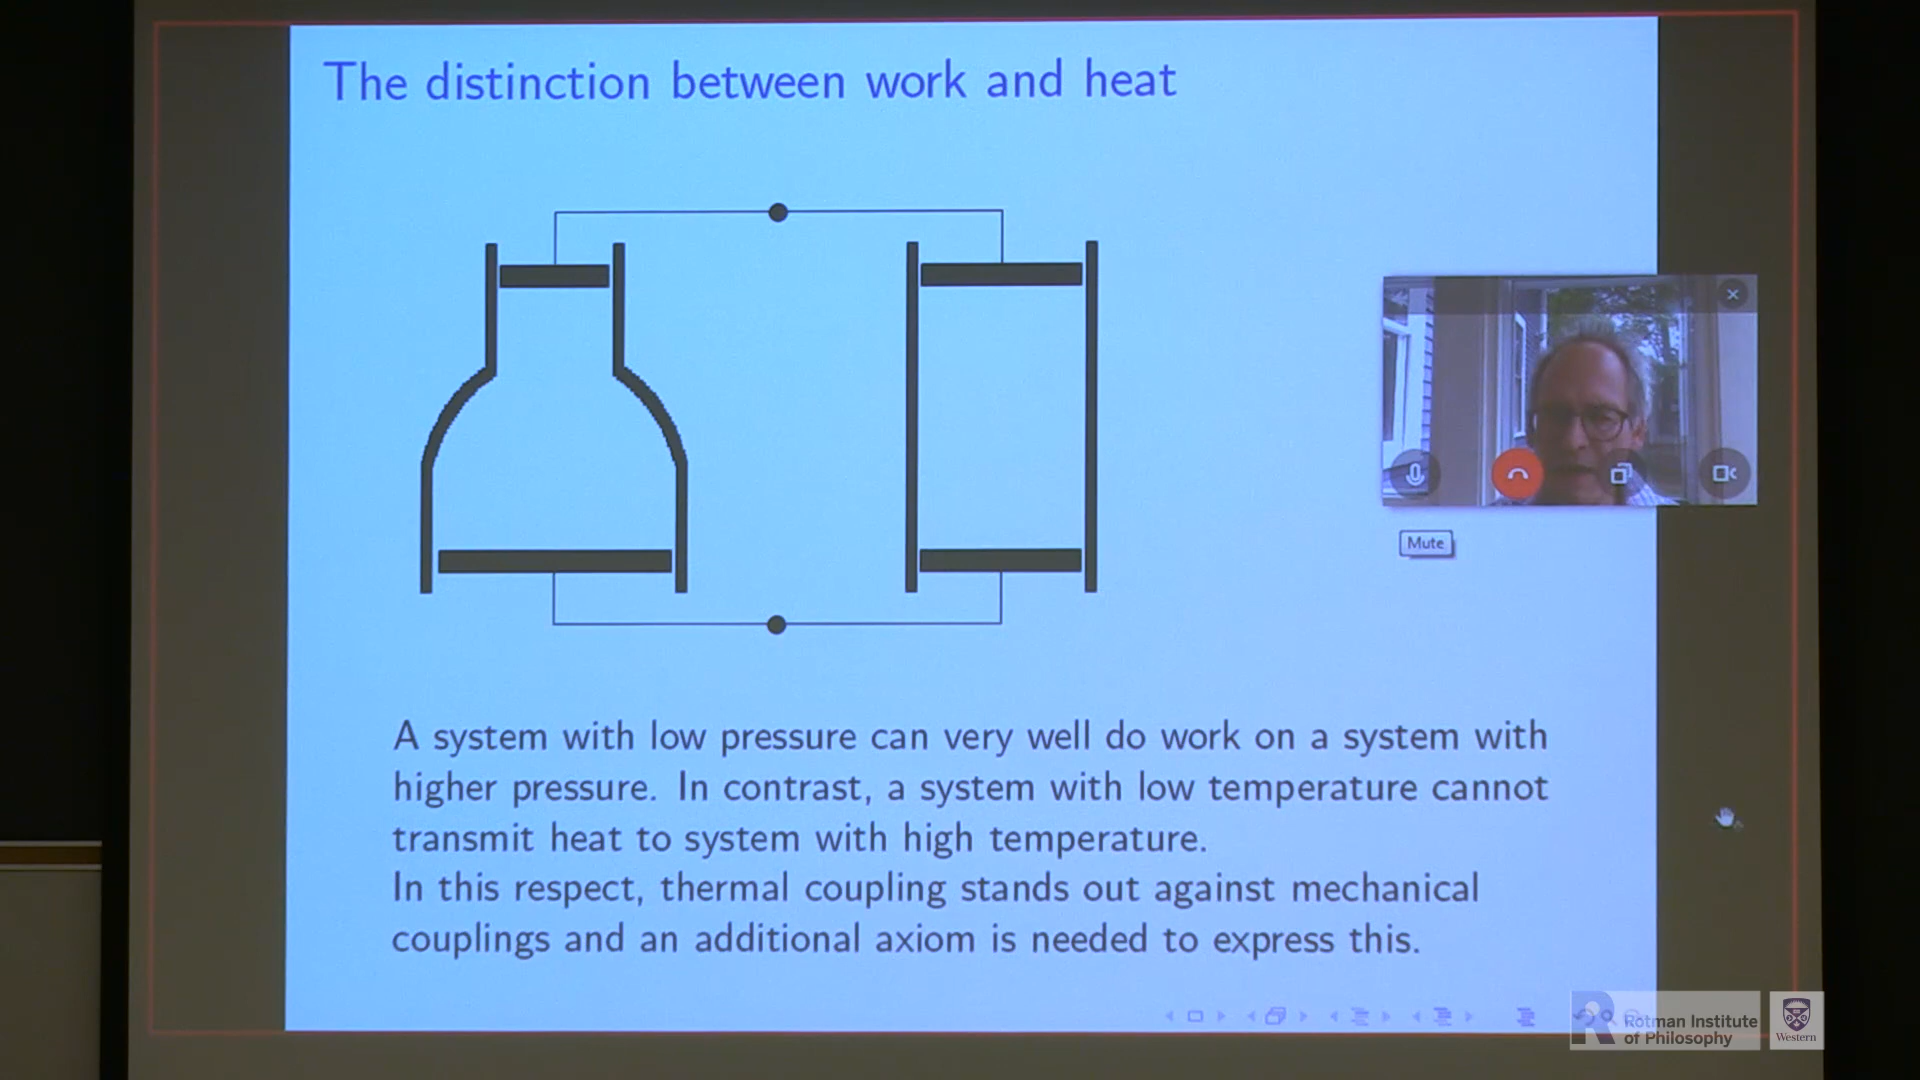 The distinction between work and heat
Mute
A system with low pressure can very well do work on a system with
higher pressure. In contrast, a system with low temperature cannot
transmit heat to system with high temperature.
In this respect, thermal coupling stands out against mechanical
couplings and an additional axiom is needed to express this.
R
Rotman Institute
of Philosophy
Western